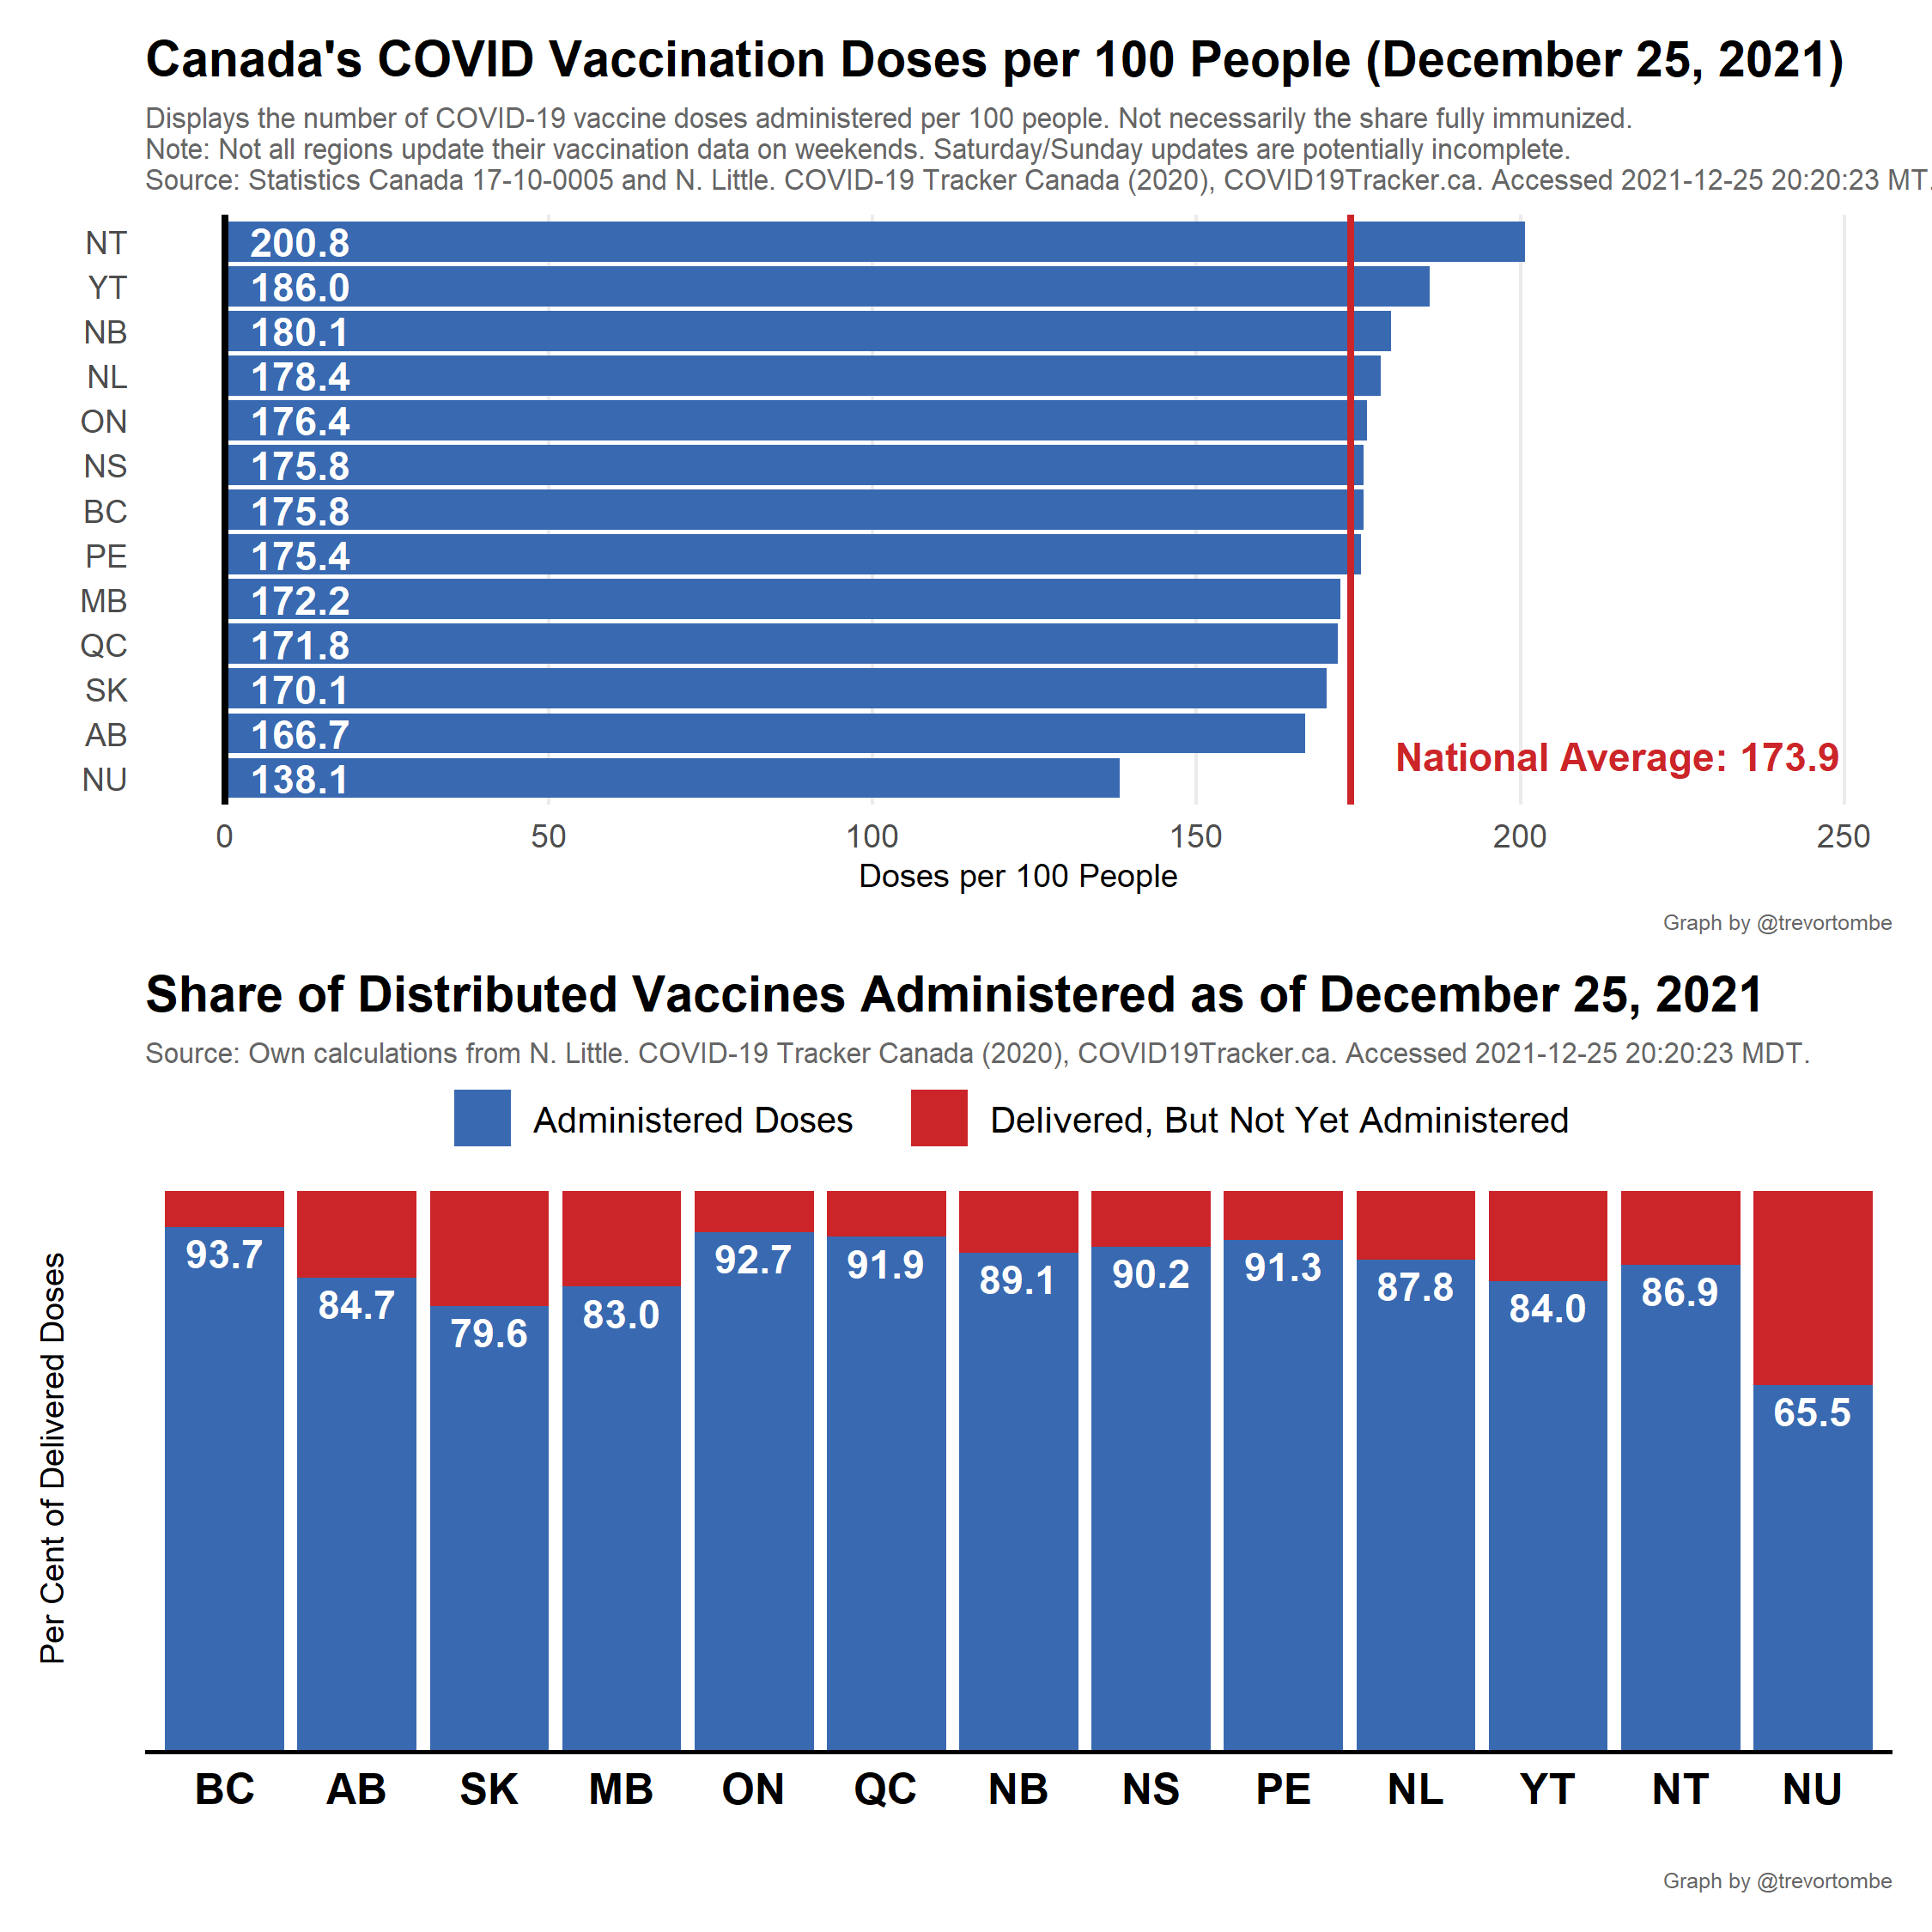 Canada's COVID Vaccination Doses per 100 People (December 25, 2021)
Displays the number of COVID-19 vaccine doses administered per 100 people. Not necessarily the share fully immunized.
Note: Not all regions update their vaccination data on weekends. Saturday/Sunday updates are potentially incomplete.
Source: Statistics Canada 17-10-0005 and N. Little. COVID-19 Tracker Canada (2020), COVID19Tracker.ca. Accessed 2021-12-25 20:20:23 MT.
NT 200.8
YT 186.0
NB 180.1
NL 178.4
ON 176.4
NS 175.8
BC 175.8
PE 175.4
MB 172.2
QC 171.8
SK 170.1
AB 166.7
National Average: 173.9
NU 138.1
0 50 100 150 200 250
Doses per 100 People
Graph by @trevortombe
Share of Distributed Vaccines Administered as of December 25, 2021
Source: Own calculations from N. Little. COVID-19 Tracker Canada (2020), COVID19Tracker.ca. Accessed 2021-12-25 20:20:23 MDT.
Administered Doses Delivered, But Not Yet Administered
Per Cent of Delivered Doses
93.7 84.7 79.6 83.0 92.7 91.9 89.1 90.2 91.3 87.8 84.0 86.9 65.5
BC AB SK MB ON QC NB NS PE NL YT NT NU
Graph by @trevortombe